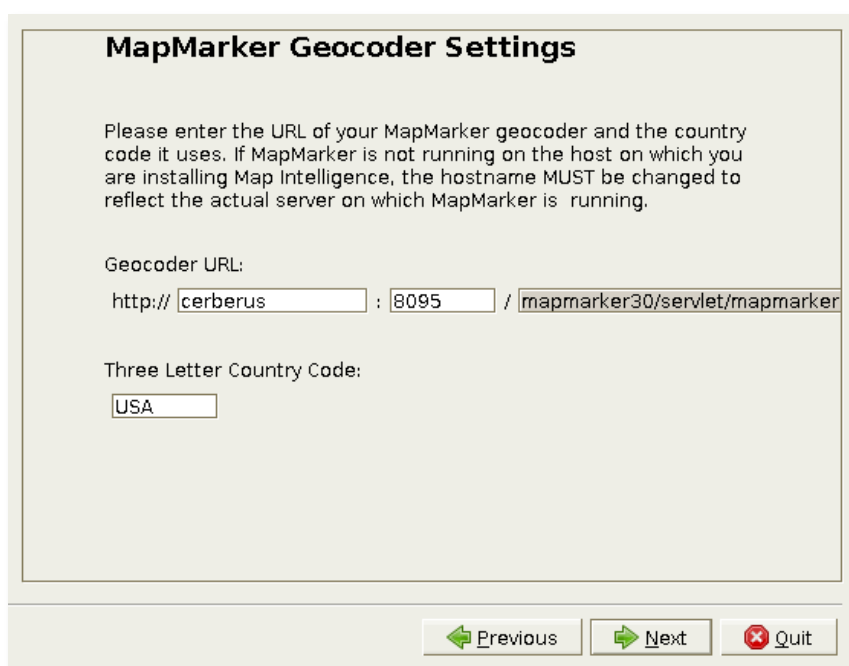 MapMarker Geocoder Settings
Please enter the URL of your MapMarker geocoder and the country
code it uses. If MapMarker is not running on the host on which you
are installing Map Intelligence, the hostname MUST be changed to
reflect the actual server on which MapMarker is  running.
Geocoder URL:
http:// cerberus : 8095 / mapmarker30/servlet/mapmarker
Three Letter Country Code:
USA
Previous Next Quit